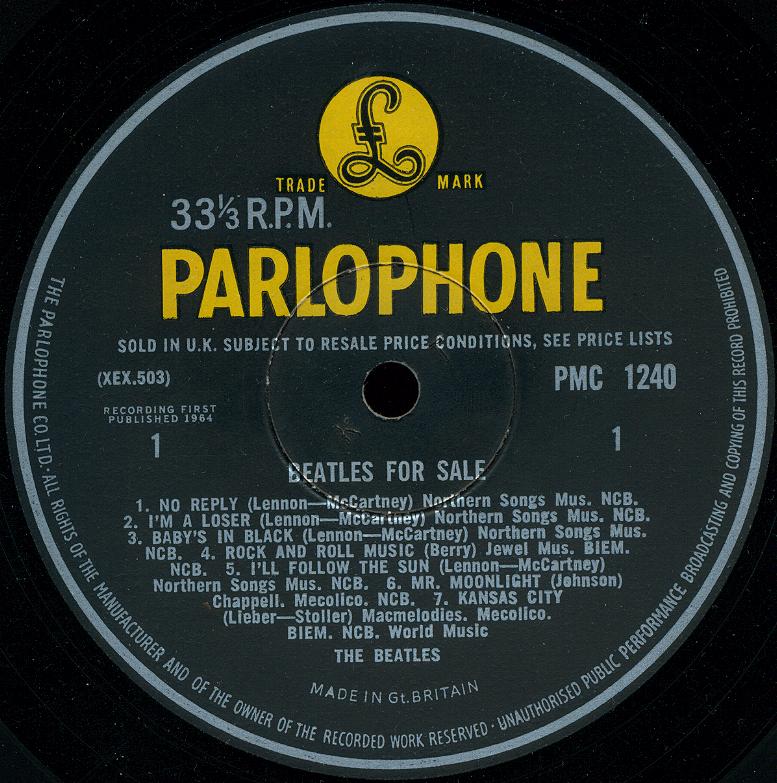 £
TRADE MARK
33⅓ R.P.M.
PARLOPHONE
SOLD IN U.K. SUBJECT TO RESALE PRICE CONDITIONS, SEE PRICE LISTS
(XEX.503)
PMC 1240
RECORDING FIRST
PUBLISHED 1964
1
1
BEATLES FOR SALE
1. NO REPLY (Lennon—McCartney) Northern Songs Mus. NCB.
2. I'M A LOSER (Lennon—McCartney) Northern Songs Mus. NCB.
3. BABY'S IN BLACK (Lennon—McCartney) Northern Songs Mus.
NCB. 4. ROCK AND ROLL MUSIC (Berry) Jewel Mus. BIEM.
NCB. 5. I'LL FOLLOW THE SUN (Lennon—McCartney)
Northern Songs Mus. NCB. 6. MR. MOONLIGHT (Johnson)
Chappell. Mecolico. NCB. 7. KANSAS CITY
(Lieber—Stoller) Macmelodies. Mecolico.
BIEM. NCB. World Music
THE BEATLES
MADE IN Gt. BRITAIN
THE PARLOPHONE CO. LTD. · ALL RIGHTS OF THE MANUFACTURER AND OF THE OWNER OF THE RECORDED WORK RESERVED · UNAUTHORISED PUBLIC PERFORMANCE BROADCASTING AND COPYING OF THIS RECORD PROHIBITED